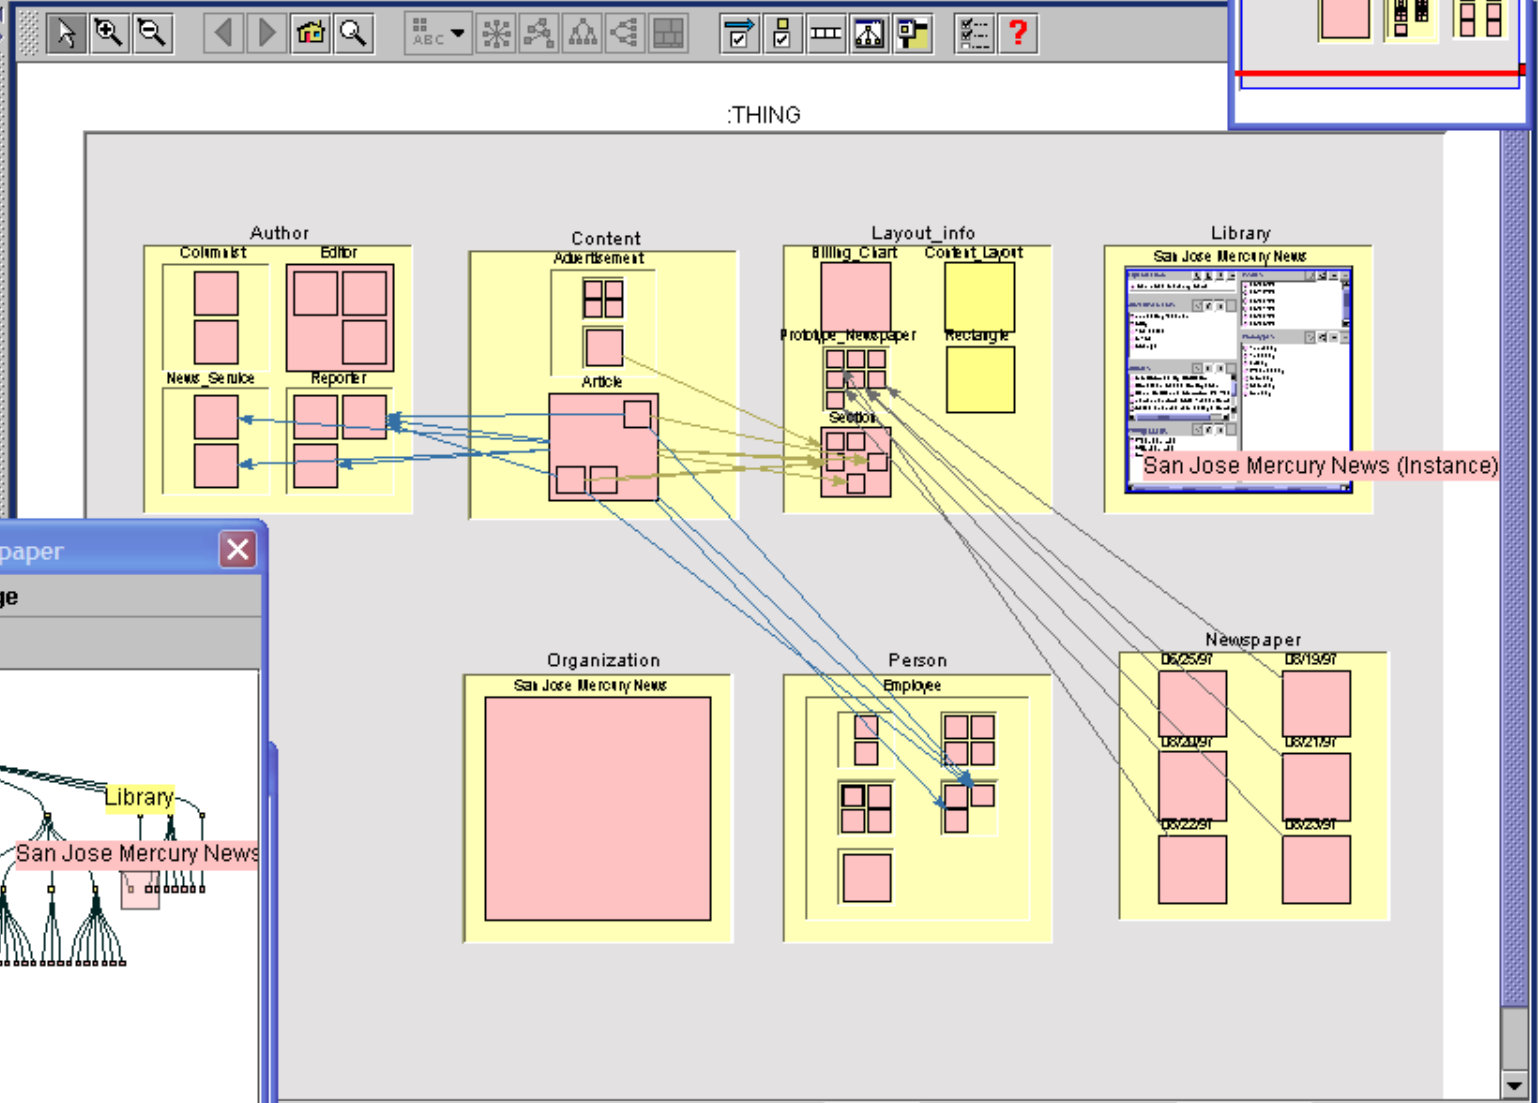 ABC
?
:THING
Author
Content
Layout_info
Library
Columnist
Editor
Advertisement
Billing_Chart
Content_Layout
San Jose Mercury News
Prototype_Newspaper
Rectangle
News_Service
Reporter
Article
Section
San Jose Mercury News (Instance)
paper
ge
Organization
Person
Newspaper
San Jose Mercury News
Employee
06/25/97
08/19/97
08/20/97
08/21/97
08/22/97
08/23/97
Library
San Jose Mercury News